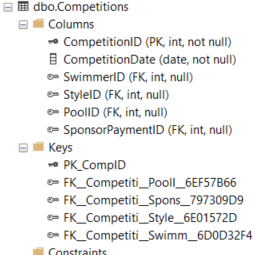 dbo.Competitions
Columns
CompetitionID (PK, int, not null)
CompetitionDate (date, not null)
SwimmerID (FK, int, null)
StyleID (FK, int, null)
PoolID (FK, int, null)
SponsorPaymentID (FK, int, null)
Keys
PK_CompID
FK__Competiti__PoolI__6EF57B66
FK__Competiti__Spons__797309D9
FK__Competiti__Style__6E01572D
FK__Competiti__Swimm__6D0D32F4
Constraints